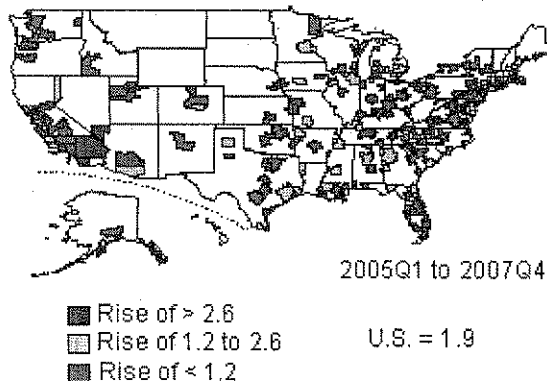 2005Q1 to 2007Q4
Rise of > 2.6
Rise of 1.2 to 2.6
U.S. = 1.9
Rise of < 1.2